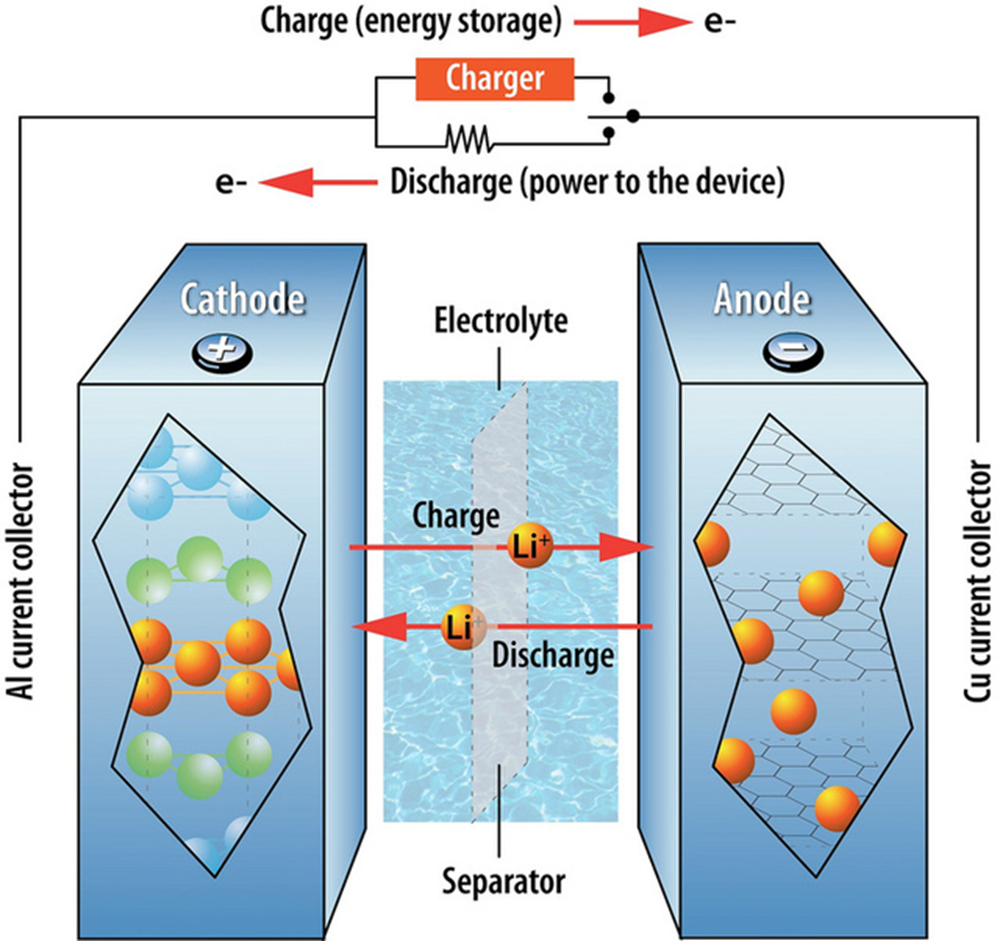 Charge (energy storage) e-
Charger
e- Discharge (power to the device)
Cathode
+
Anode
−
Electrolyte
Al current collector
Cu current collector
Charge
Li+
Li+
Discharge
Separator